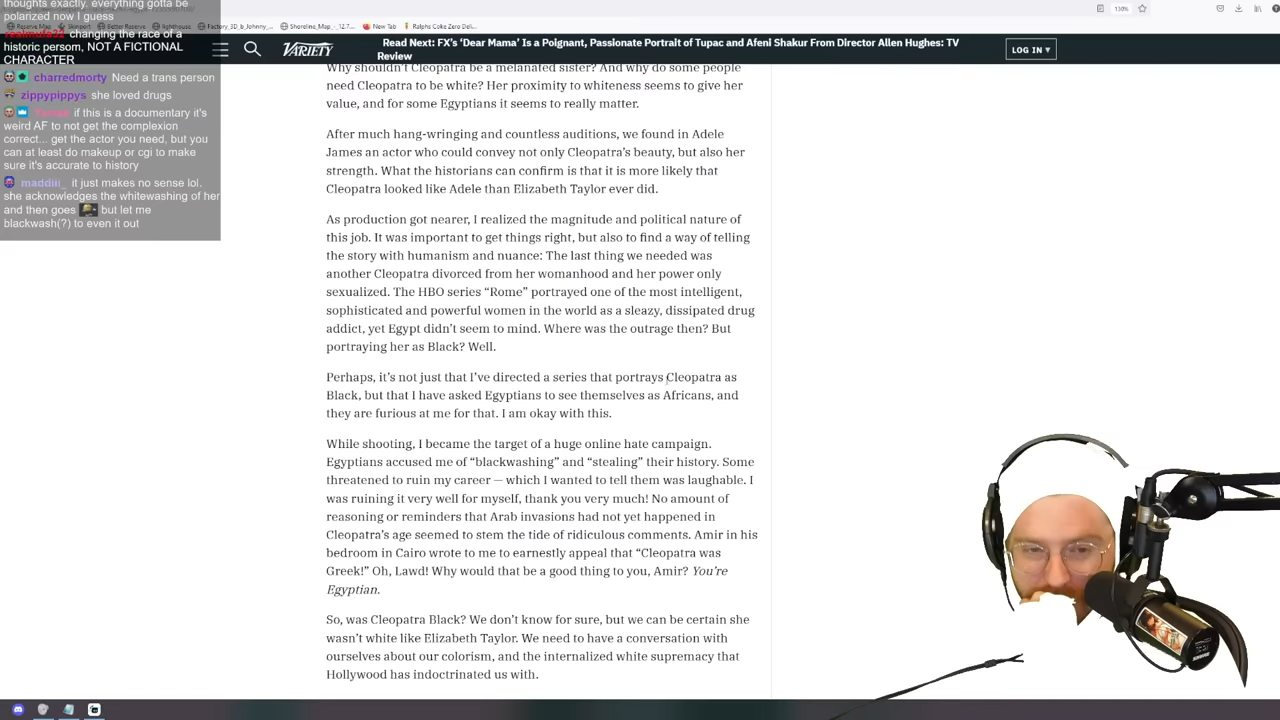 thoughts exactly, everything gotta be
polarized now I guess
realmufa32 changing the race of a
historic persom, NOT A FICTIONAL
CHARACTER
charredmorty Need a trans person
zippypippys she loved drugs
if this is a documentary it's
weird AF to not get the complexion
correct... get the actor you need, but you
can at least do makeup or cgi to make
sure it's accurate to history
maddiii_ it just makes no sense lol.
she acknowledges the whitewashing of her
and then goes but let me
blackwash(?) to even it out
Reserve Map Skinport Better Reserve lighthouse Factory_3D_b_Johnny_... Shoreline_Map_-_12.7... New Tab Ralphs Coke Zero Deli...
130%
VARIETY
Read Next: FX's 'Dear Mama' Is a Poignant, Passionate Portrait of Tupac and Afeni Shakur From Director Allen Hughes: TV
Review
LOG IN ▾
Why shouldn't Cleopatra be a melanated sister? And why do some people
need Cleopatra to be white? Her proximity to whiteness seems to give her
value, and for some Egyptians it seems to really matter.
After much hang-wringing and countless auditions, we found in Adele
James an actor who could convey not only Cleopatra's beauty, but also her
strength. What the historians can confirm is that it is more likely that
Cleopatra looked like Adele than Elizabeth Taylor ever did.
As production got nearer, I realized the magnitude and political nature of
this job. It was important to get things right, but also to find a way of telling
the story with humanism and nuance: The last thing we needed was
another Cleopatra divorced from her womanhood and her power only
sexualized. The HBO series "Rome" portrayed one of the most intelligent,
sophisticated and powerful women in the world as a sleazy, dissipated drug
addict, yet Egypt didn't seem to mind. Where was the outrage then? But
portraying her as Black? Well.
Perhaps, it's not just that I've directed a series that portrays Cleopatra as
Black, but that I have asked Egyptians to see themselves as Africans, and
they are furious at me for that. I am okay with this.
While shooting, I became the target of a huge online hate campaign.
Egyptians accused me of "blackwashing" and "stealing" their history. Some
threatened to ruin my career — which I wanted to tell them was laughable. I
was ruining it very well for myself, thank you very much! No amount of
reasoning or reminders that Arab invasions had not yet happened in
Cleopatra's age seemed to stem the tide of ridiculous comments. Amir in his
bedroom in Cairo wrote to me to earnestly appeal that "Cleopatra was
Greek!" Oh, Lawd! Why would that be a good thing to you, Amir? You're
Egyptian.
So, was Cleopatra Black? We don't know for sure, but we can be certain she
wasn't white like Elizabeth Taylor. We need to have a conversation with
ourselves about our colorism, and the internalized white supremacy that
Hollywood has indoctrinated us with.
SHURE